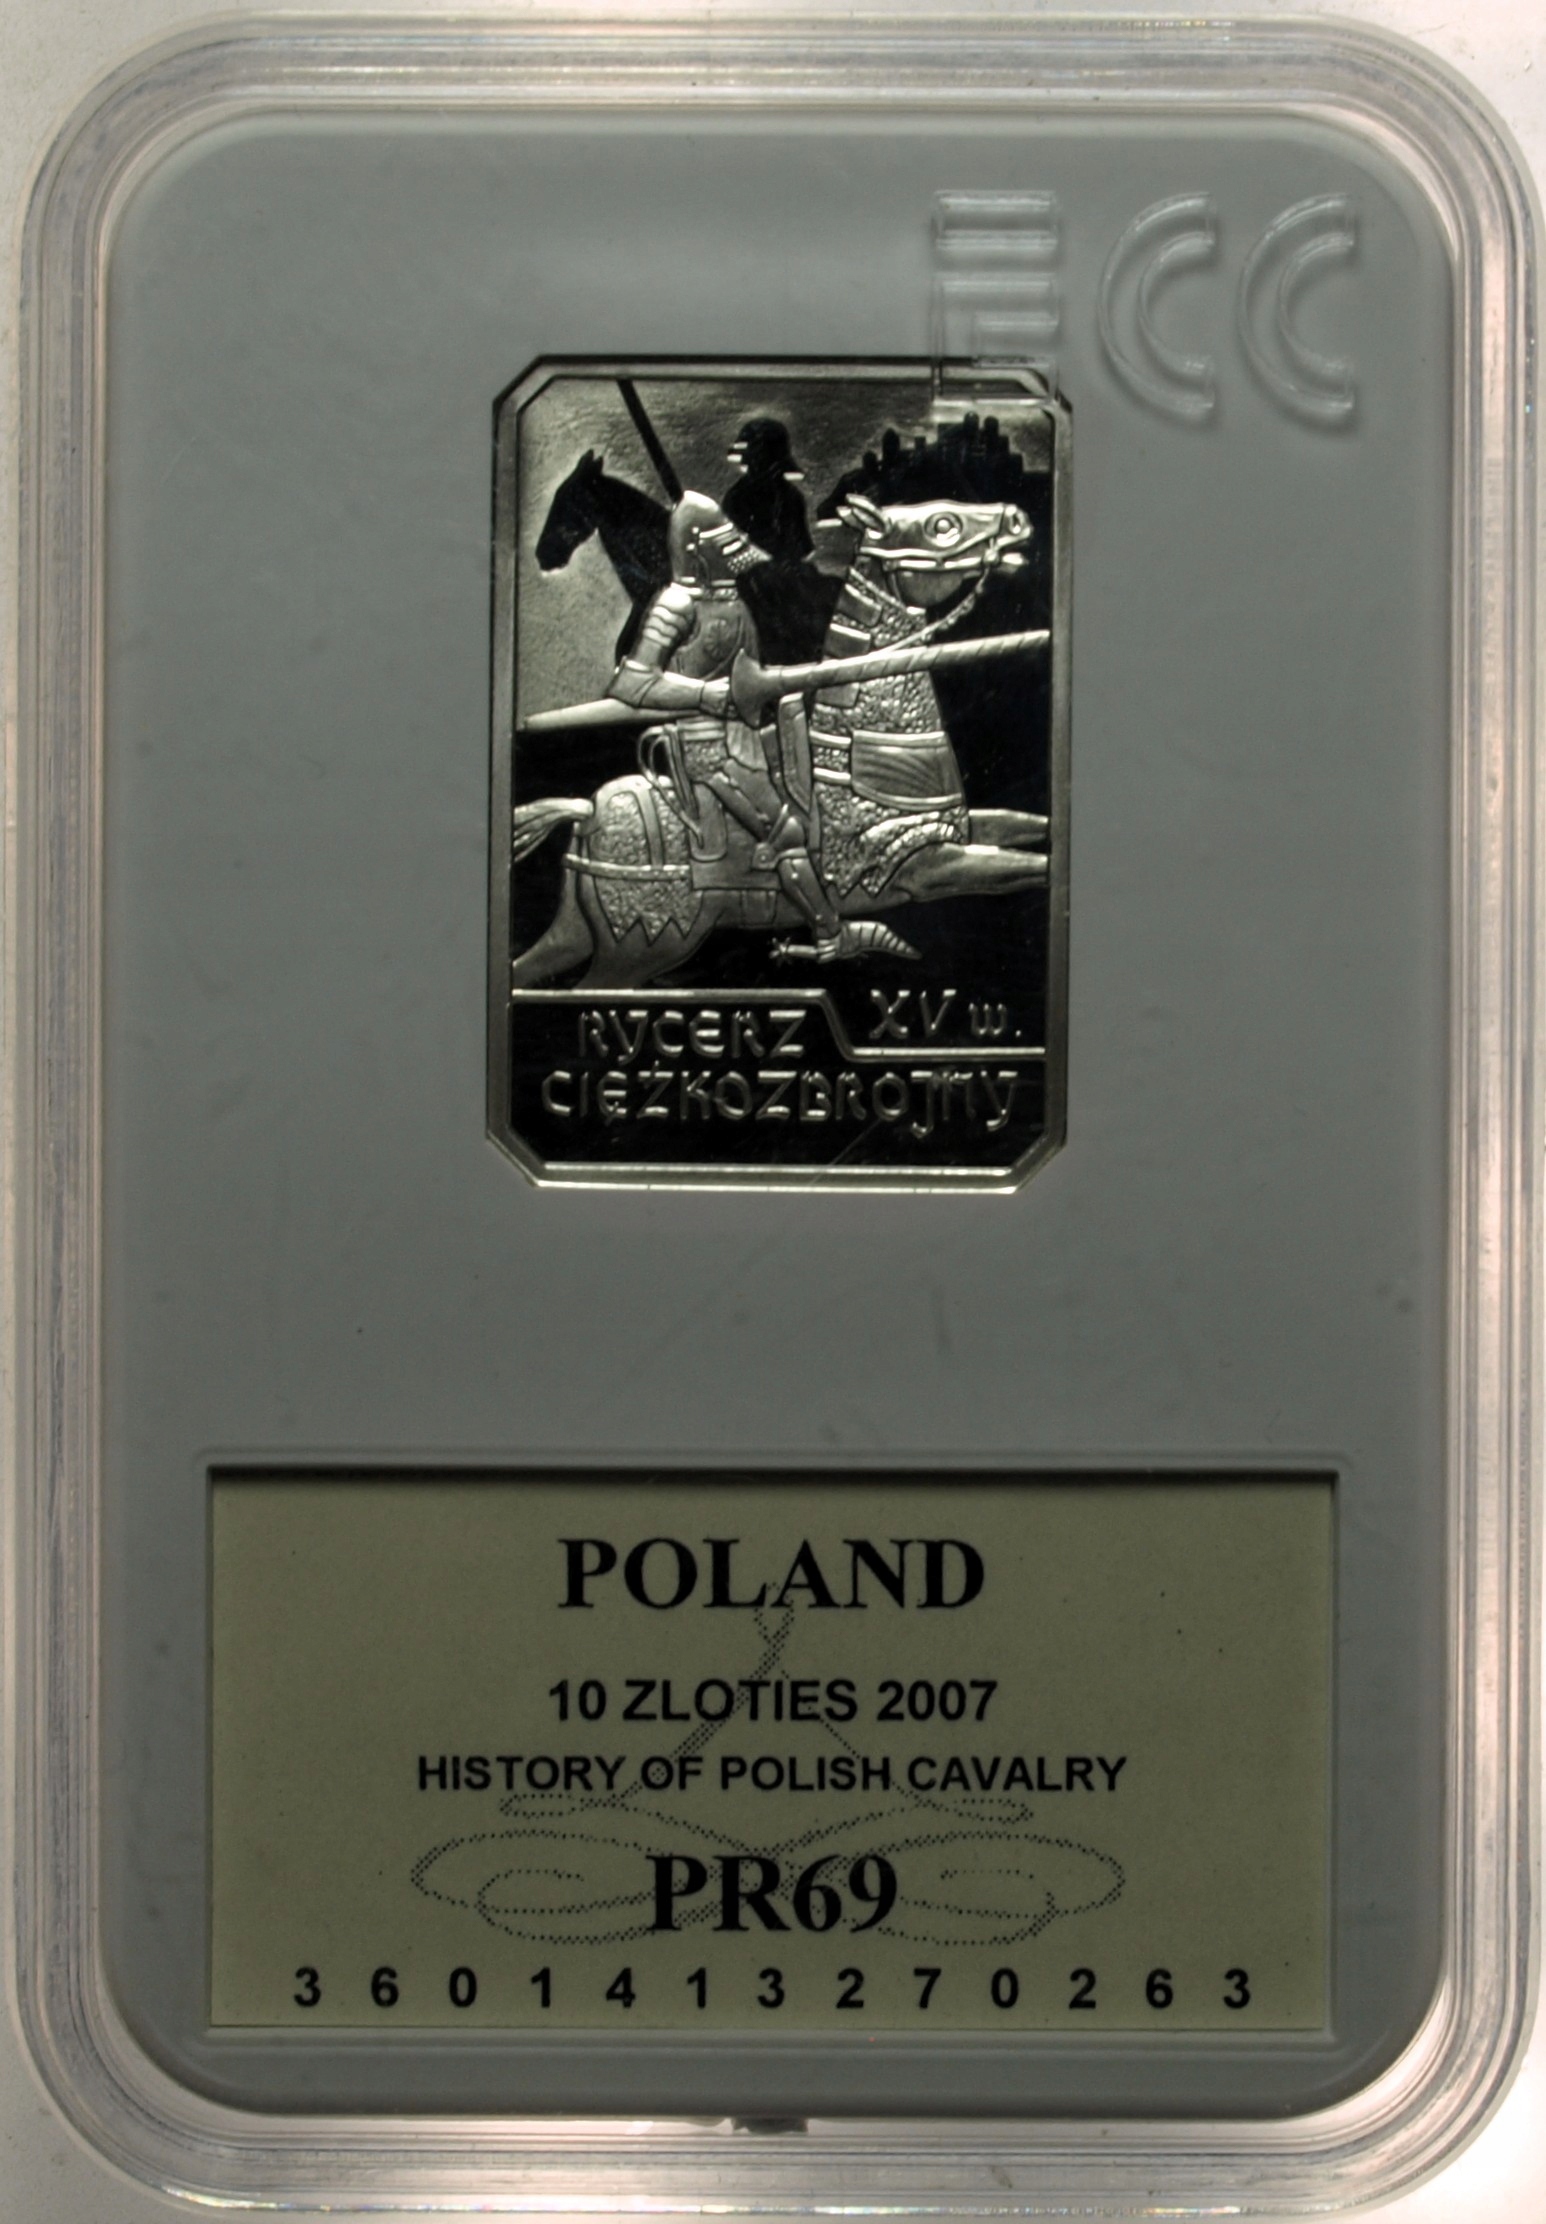 ECC
RYCERZ XV w.
CIĘŻKOZBROJNY
POLAND
10 ZLOTIES 2007
HISTORY OF POLISH CAVALRY
PR69
3 6 0 1 4 1 3 2 7 0 2 6 3